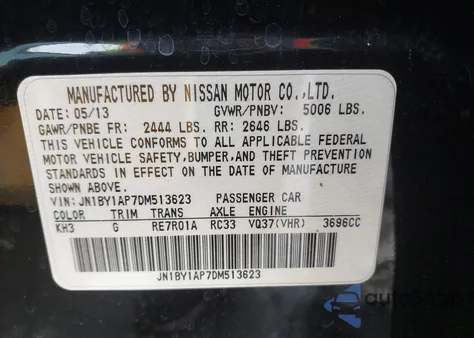 MANUFACTURED BY NISSAN MOTOR CO.,LTD.
DATE: 05/13 GVWR/PNBV: 5006 LBS.
GAWR/PNBE FR: 2444 LBS. RR: 2646 LBS.
THIS VEHICLE CONFORMS TO ALL APPLICABLE FEDERAL
MOTOR VEHICLE SAFETY,BUMPER,AND THEFT PREVENTION
STANDARDS IN EFFECT ON THE DATE OF MANUFACTURE
SHOWN ABOVE.
VIN: JN1BY1AP7DM513623 PASSENGER CAR
COLOR TRIM TRANS AXLE ENGINE
KH3 G RE7R01A RC33 VQ37(VHR) 3696CC
JN1BY1AP7DM513623